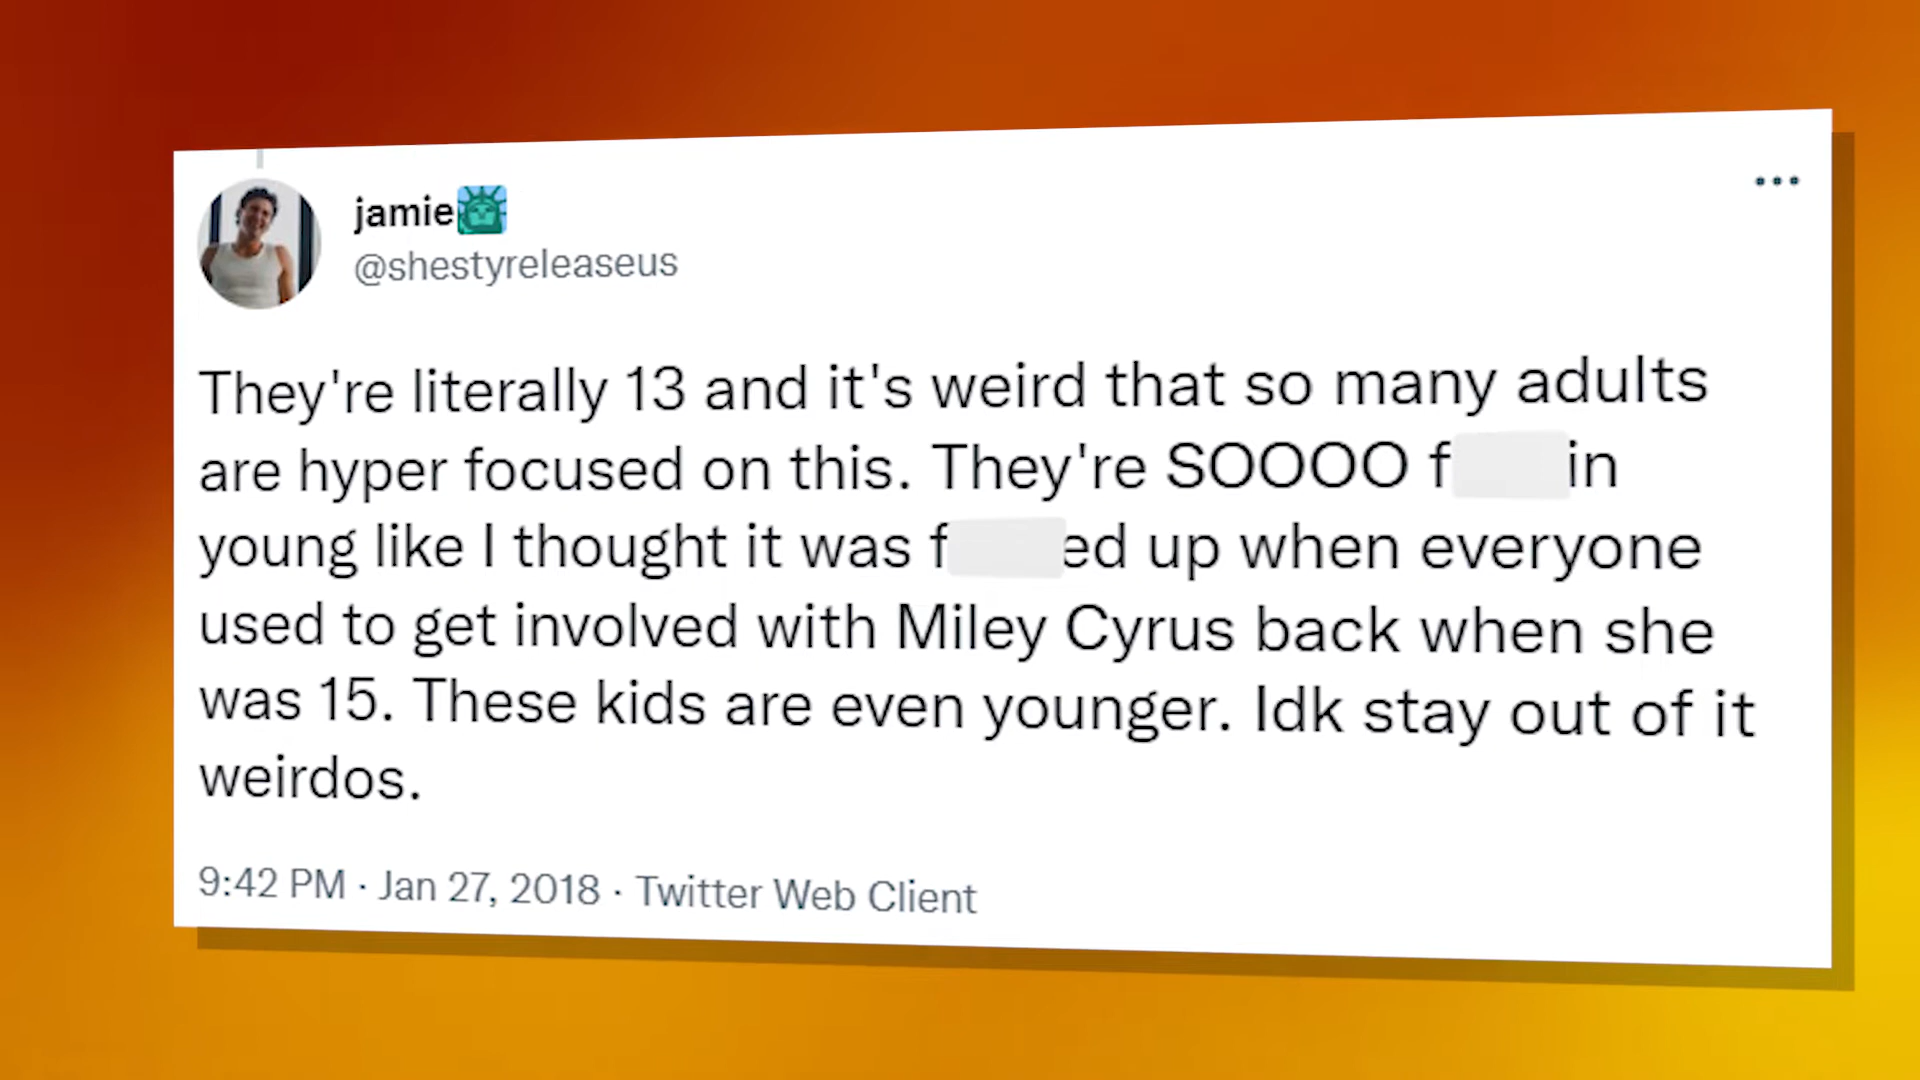 jamie
@shestyreleaseus
They're literally 13 and it's weird that so many adults
are hyper focused on this. They're SOOOO f in
young like I thought it was f ed up when everyone
used to get involved with Miley Cyrus back when she
was 15. These kids are even younger. Idk stay out of it
weirdos.
9:42 PM · Jan 27, 2018 · Twitter Web Client